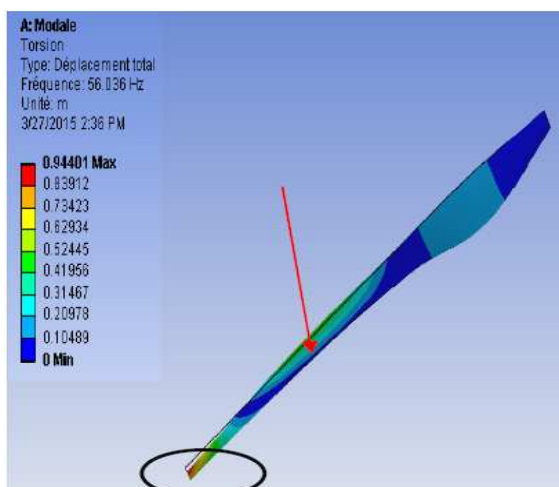 A: Modale
Torsion
Type: Déplacement total
Fréquence: 56.036 Hz
Unité: m
3/27/2015 2:36 PM
0.94401 Max
0.83912
0.73423
0.62934
0.52445
0.41956
0.31467
0.20978
0.10489
0 Min